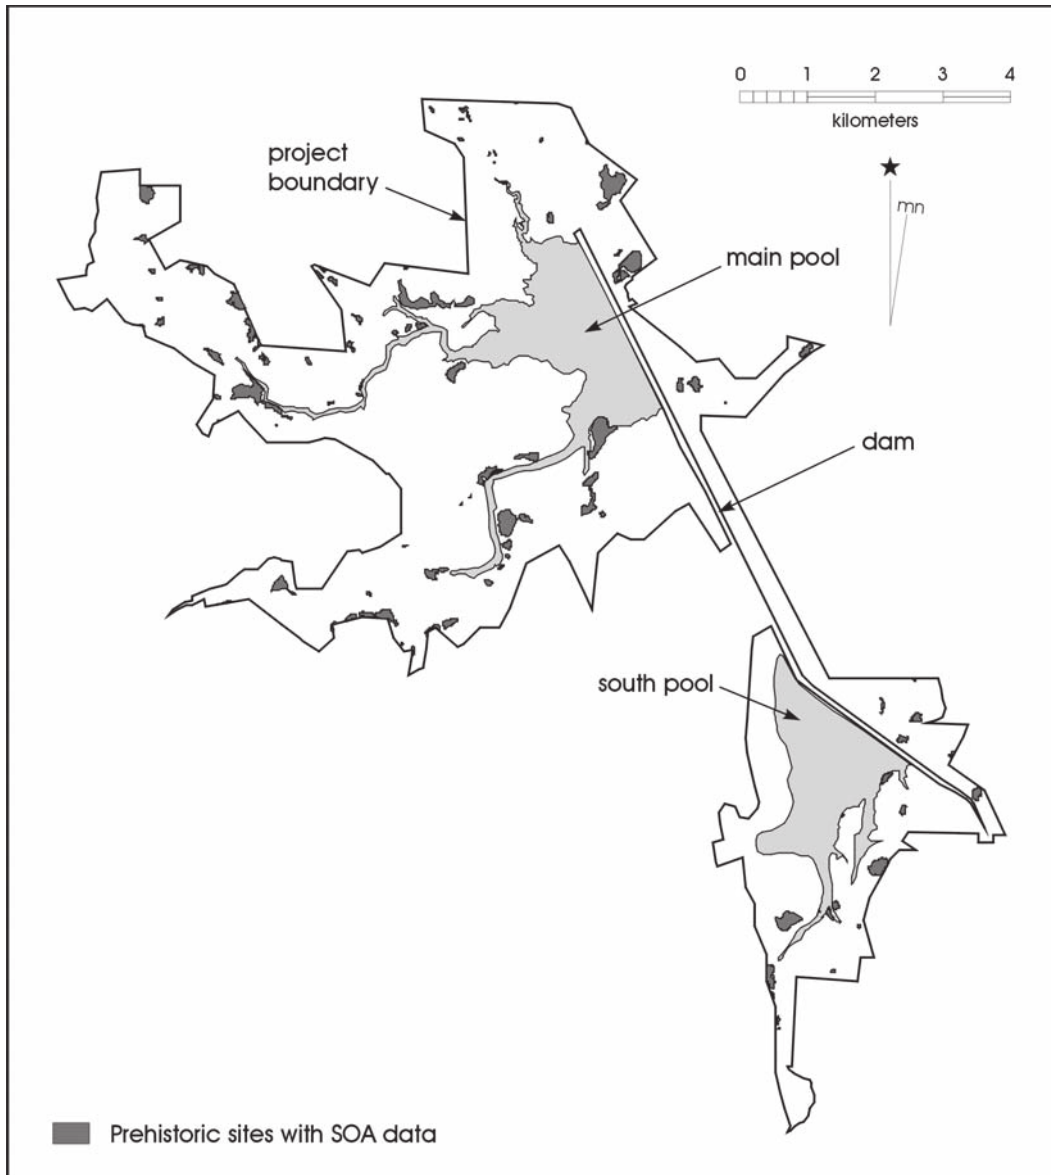 0 1 2 3 4
kilometers
project
boundary
mn
main pool
dam
south pool
Prehistoric sites with SOA data